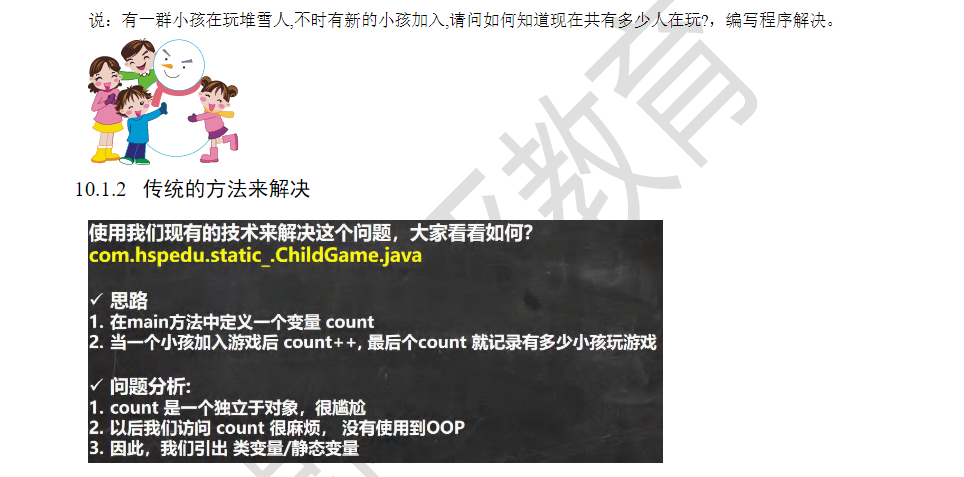 说：有一群小孩在玩堆雪人,不时有新的小孩加入,请问如何知道现在共有多少人在玩?，编写程序解决。
10.1.2 传统的方法来解决
使用我们现有的技术来解决这个问题，大家看看如何?
com.hspedu.static_.ChildGame.java
✓ 思路
1. 在main方法中定义一个变量 count
2. 当一个小孩加入游戏后 count++, 最后个count 就记录有多少小孩玩游戏
✓ 问题分析:
1. count 是一个独立于对象，很尴尬
2. 以后我们访问 count 很麻烦， 没有使用到OOP
3. 因此，我们引出 类变量/静态变量
教育